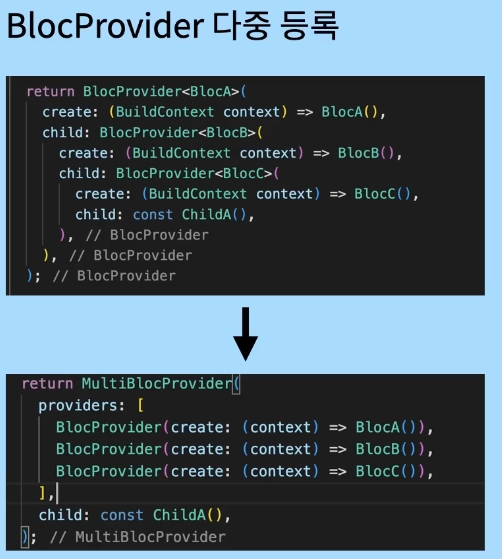 BlocProvider 다중 등록
return BlocProvider<BlocA>(
create: (BuildContext context) => BlocA(),
child: BlocProvider<BlocB>(
create: (BuildContext context) => BlocB(),
child: BlocProvider<BlocC>(
create: (BuildContext context) => BlocC(),
child: const ChildA(),
), // BlocProvider
), // BlocProvider
); // BlocProvider
return MultiBlocProvider(
providers: [
BlocProvider(create: (context) => BlocA()),
BlocProvider(create: (context) => BlocB()),
BlocProvider(create: (context) => BlocC()),
],
child: const ChildA(),
); // MultiBlocProvider